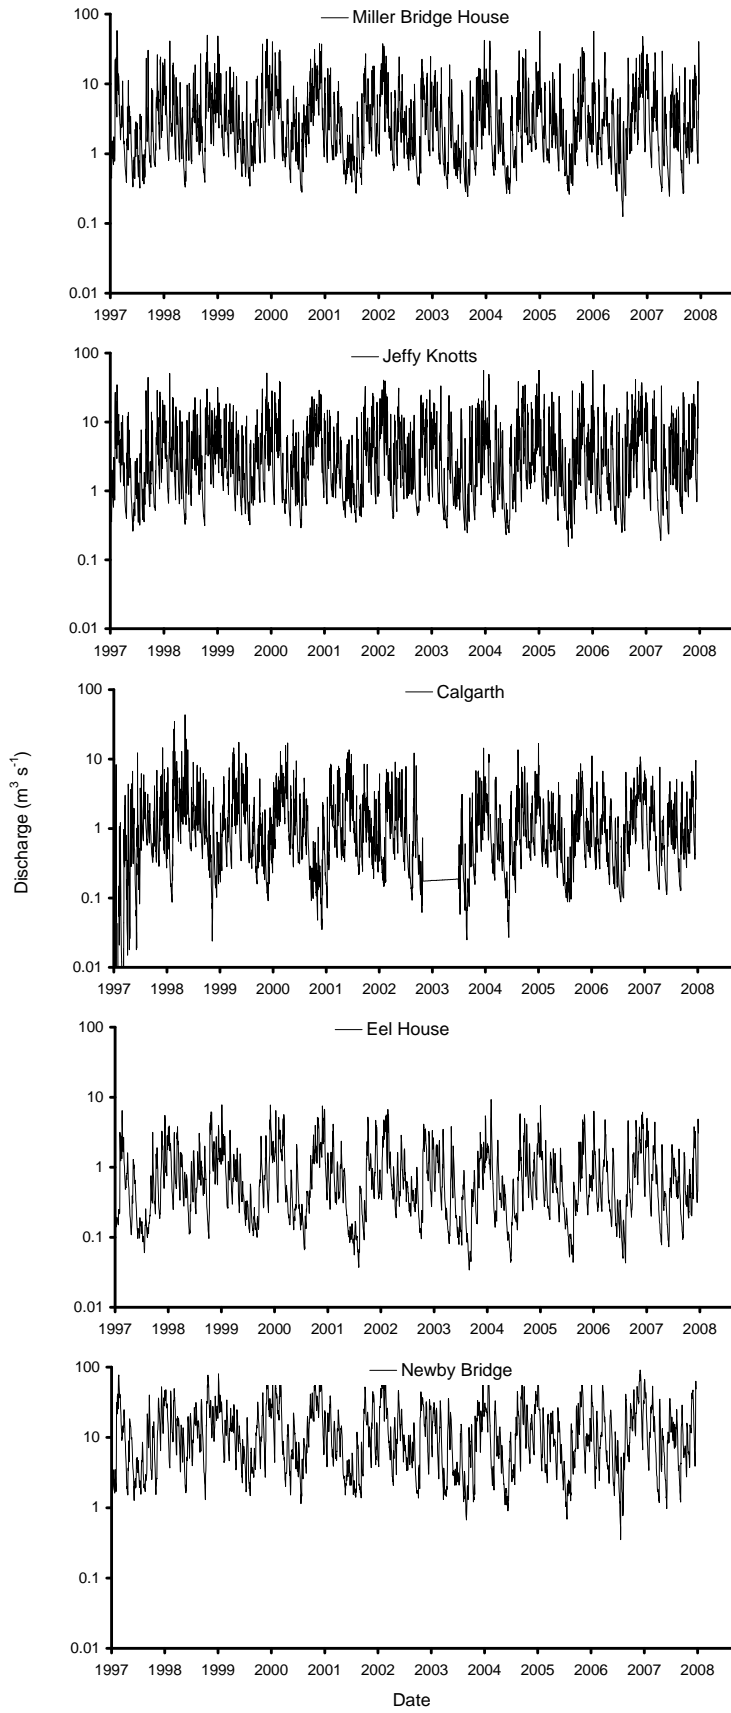 Miller Bridge House
100
10
1
0.1
0.01
1997 1998 1999 2000 2001 2002 2003 2004 2005 2006 2007 2008
Jeffy Knotts
100
10
1
0.1
0.01
1997 1998 1999 2000 2001 2002 2003 2004 2005 2006 2007 2008
Calgarth
100
10
1
0.1
0.01
1997 1998 1999 2000 2001 2002 2003 2004 2005 2006 2007 2008
Discharge (m³ s⁻¹)
Eel House
100
10
1
0.1
0.01
1997 1998 1999 2000 2001 2002 2003 2004 2005 2006 2007 2008
Newby Bridge
100
10
1
0.1
0.01
1997 1998 1999 2000 2001 2002 2003 2004 2005 2006 2007 2008
Date